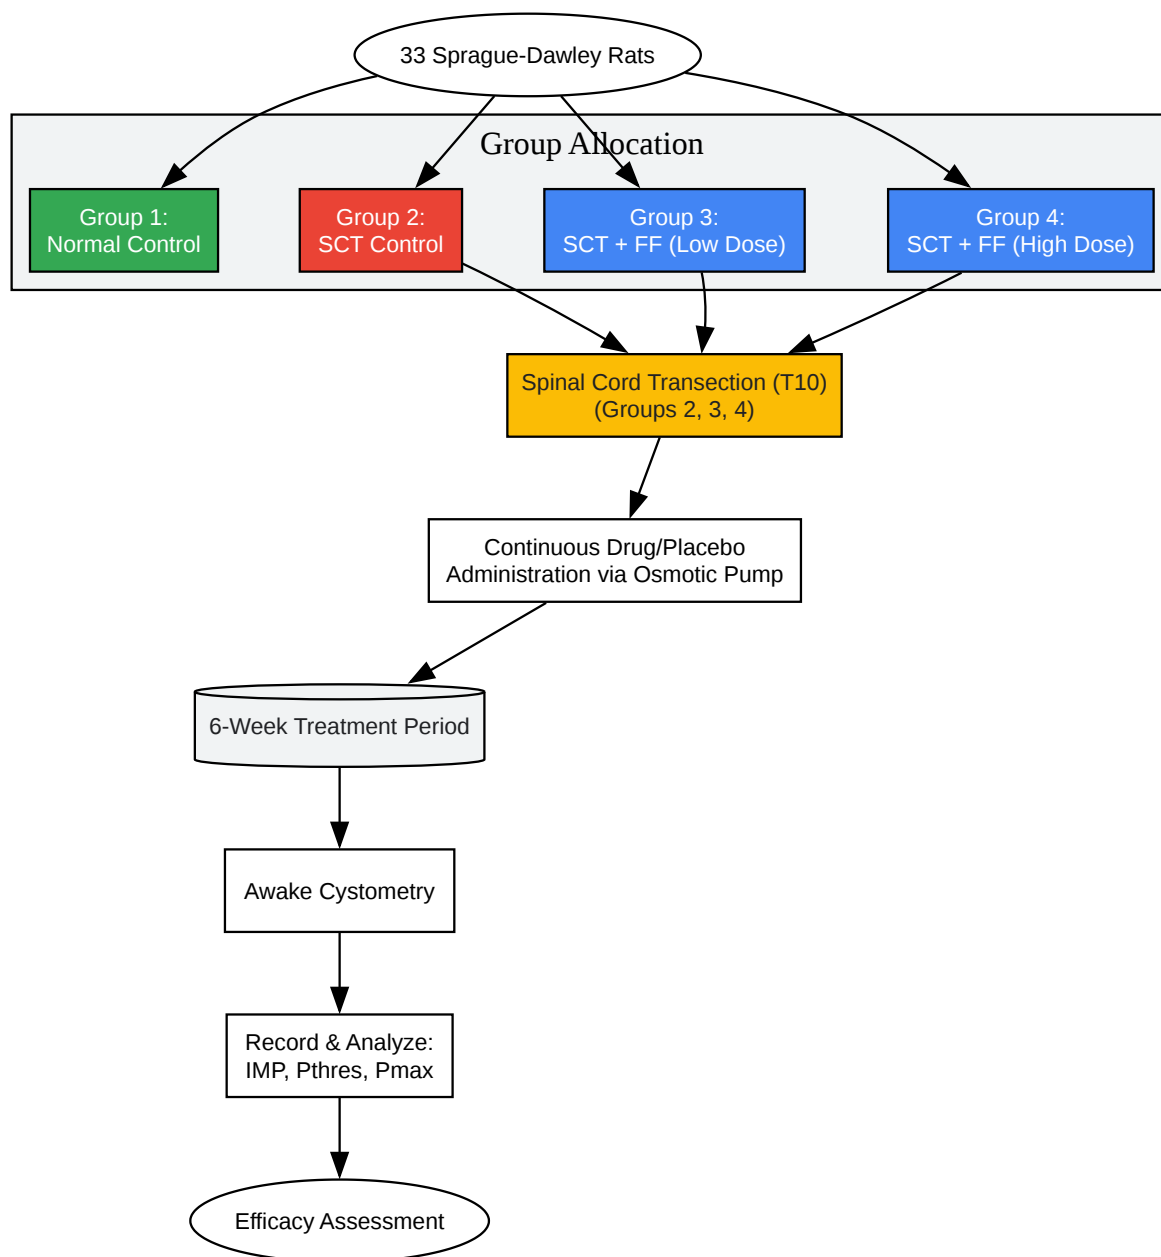 33 Sprague-Dawley Rats
Group Allocation
Group 1:
Normal Control
Group 2:
SCT Control
Group 3:
SCT + FF (Low Dose)
Group 4:
SCT + FF (High Dose)
Spinal Cord Transection (T10)
(Groups 2, 3, 4)
Continuous Drug/Placebo
Administration via Osmotic Pump
6-Week Treatment Period
Awake Cystometry
Record & Analyze:
IMP, Pthres, Pmax
Efficacy Assessment